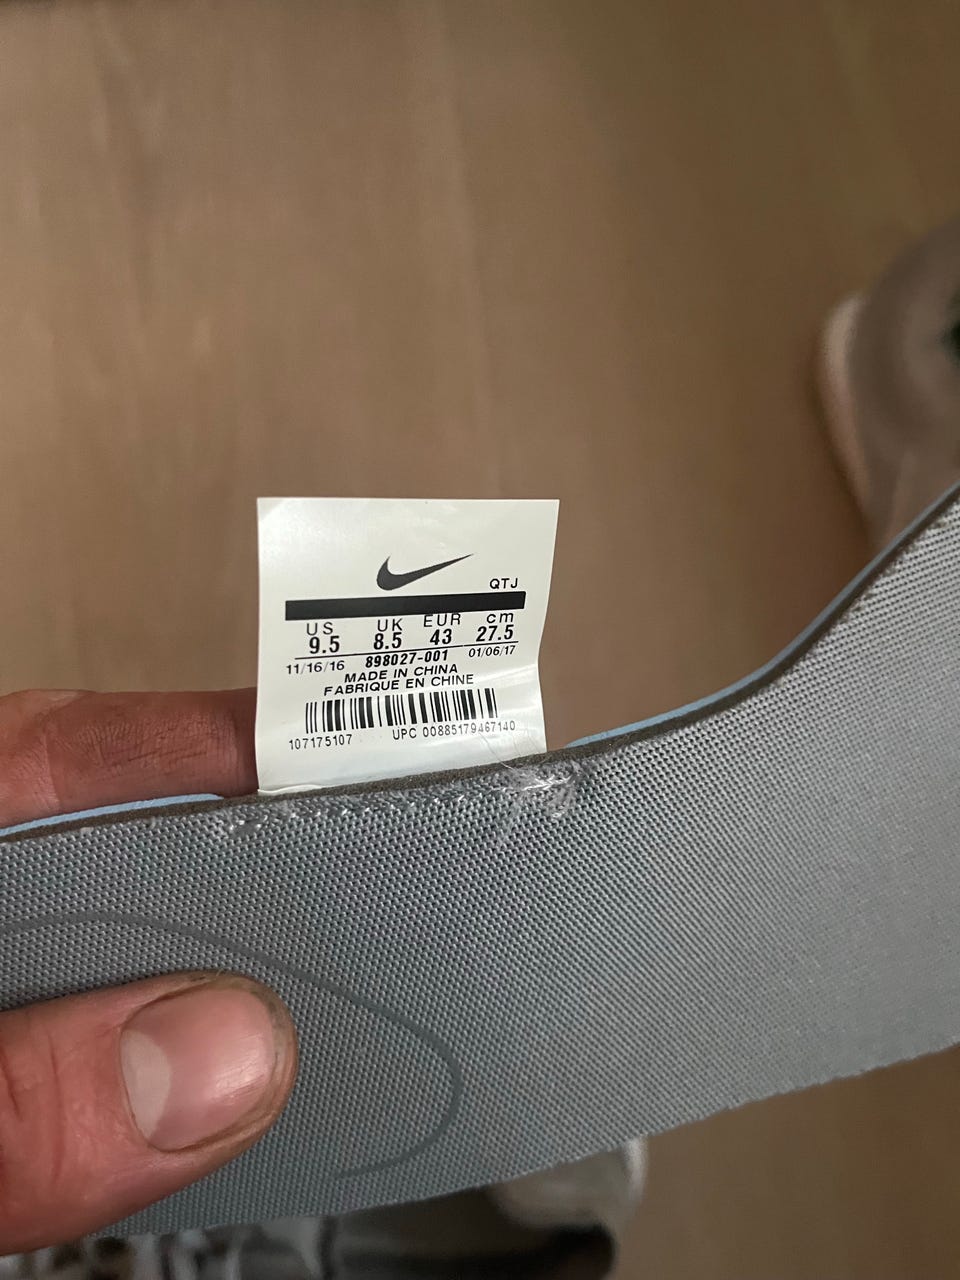 QTJ
US UK EUR cm
9.5 8.5 43 27.5
11/16/16 898027-001 01/06/17
MADE IN CHINA
FABRIQUE EN CHINE
107175107 UPC 00885179467140